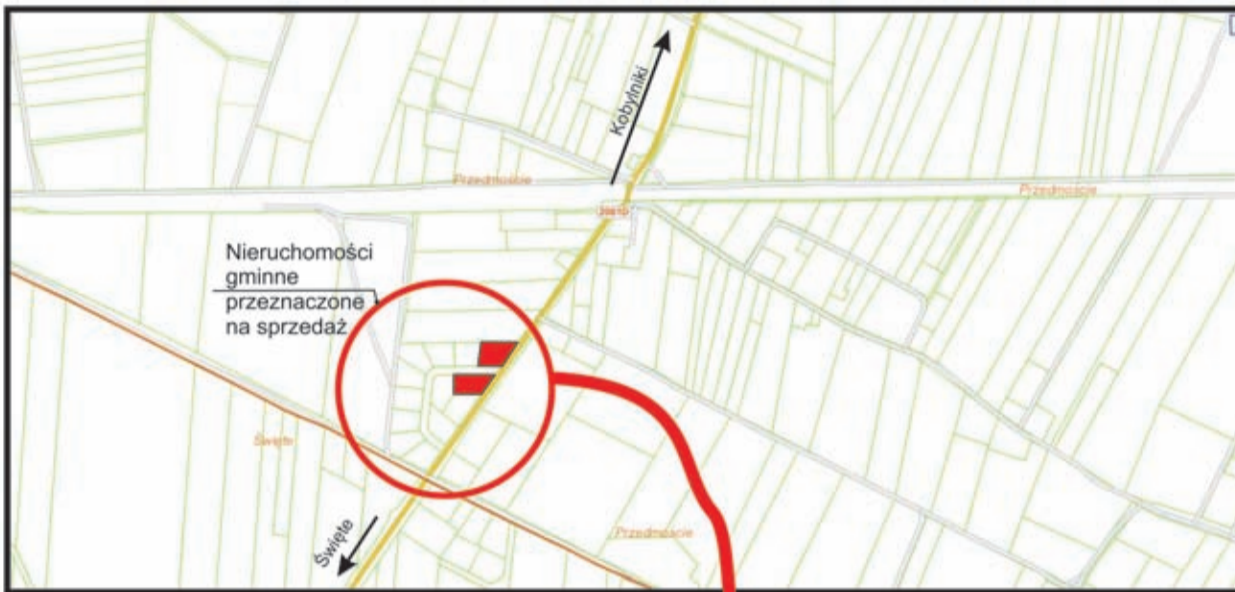 Kobylniki
Przedmoście
Przedmoście
Nieruchomości
gminne
przeznaczone
na sprzedaż
Święte
Święte
Przedmoście